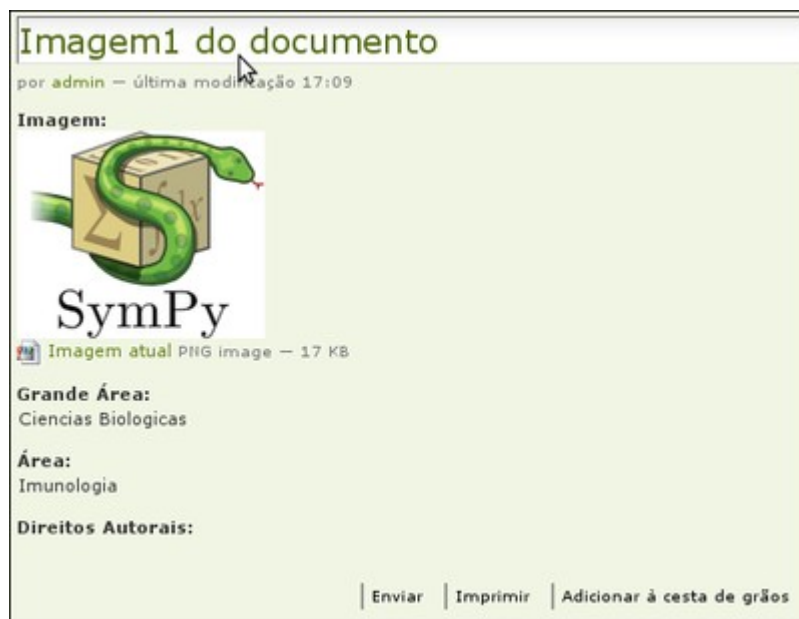 Imagem1 do documento
por admin — última modificação 17:09
Imagem:
SymPy
Imagem atual PNG image — 17 KB
Grande Área:
Ciencias Biologicas
Área:
Imunologia
Direitos Autorais:
Enviar Imprimir Adicionar à cesta de grãos